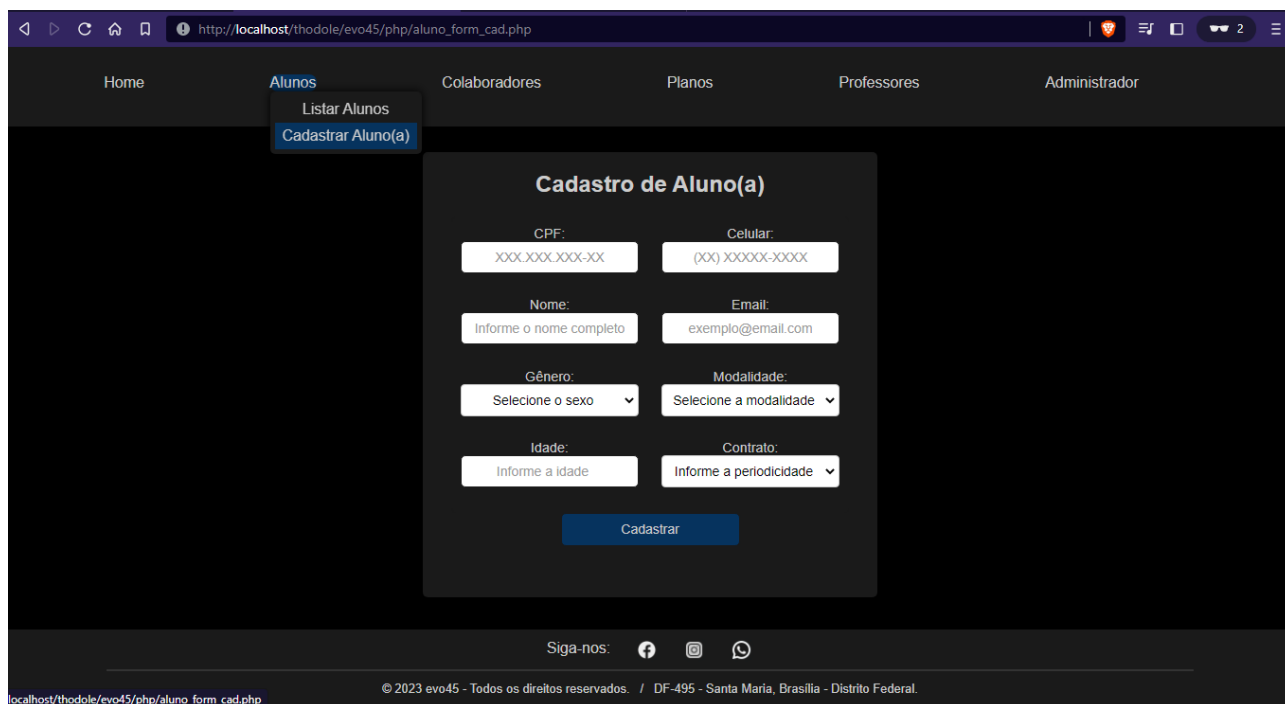 http://localhost/thodole/evo45/php/aluno_form_cad.php
2
Home Alunos Colaboradores Planos Professores Administrador
Listar Alunos
Cadastrar Aluno(a)
Cadastro de Aluno(a)
CPF: Celular:
XXX.XXX.XXX-XX (XX) XXXXX-XXXX
Nome: Email:
Informe o nome completo exemplo@email.com
Gênero: Modalidade:
Selecione o sexo Selecione a modalidade
Idade: Contrato:
Informe a idade Informe a periodicidade
Cadastrar
Siga-nos:
© 2023 evo45 - Todos os direitos reservados. / DF-495 - Santa Maria, Brasília - Distrito Federal.
localhost/thodole/evo45/php/aluno_form_cad.php